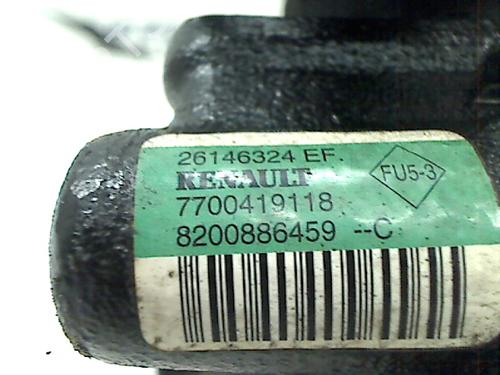 26146324 EF.
RENAULT
FU5-3
7700419118
8200886459 --C